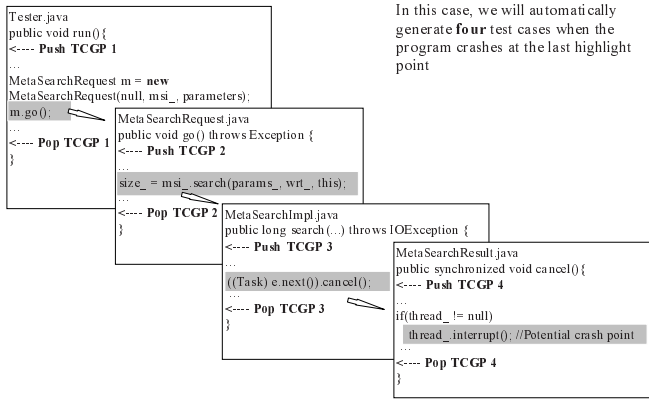 Tester.java
public void run(){
<---- Push TCGP 1
...
MetaSearchRequest m = new
MetaSearchRequest(null, msi_, parameters);
m.go();
...
<---- Pop TCGP 1
}
In this case, we will automatically
generate four test cases when the
program crashes at the last highlight
point
MetaSearchRequest.java
public void go() throws Exception {
<---- Push TCGP 2
...
size_ = msi_.search(params_, wrt_, this);
...
<---- Pop TCGP 2
}
MetaSearchImpl.java
public long search(...) throws IOException {
<---- Push TCGP 3
...
((Task) e.next()).cancel();
...
<---- Pop TCGP 3
}
MetaSearchResult.java
public synchronized void cancel(){
<---- Push TCGP 4
...
if(thread_ != null)
thread_.interrupt(); //Potential crash point
...
<---- Pop TCGP 4
}